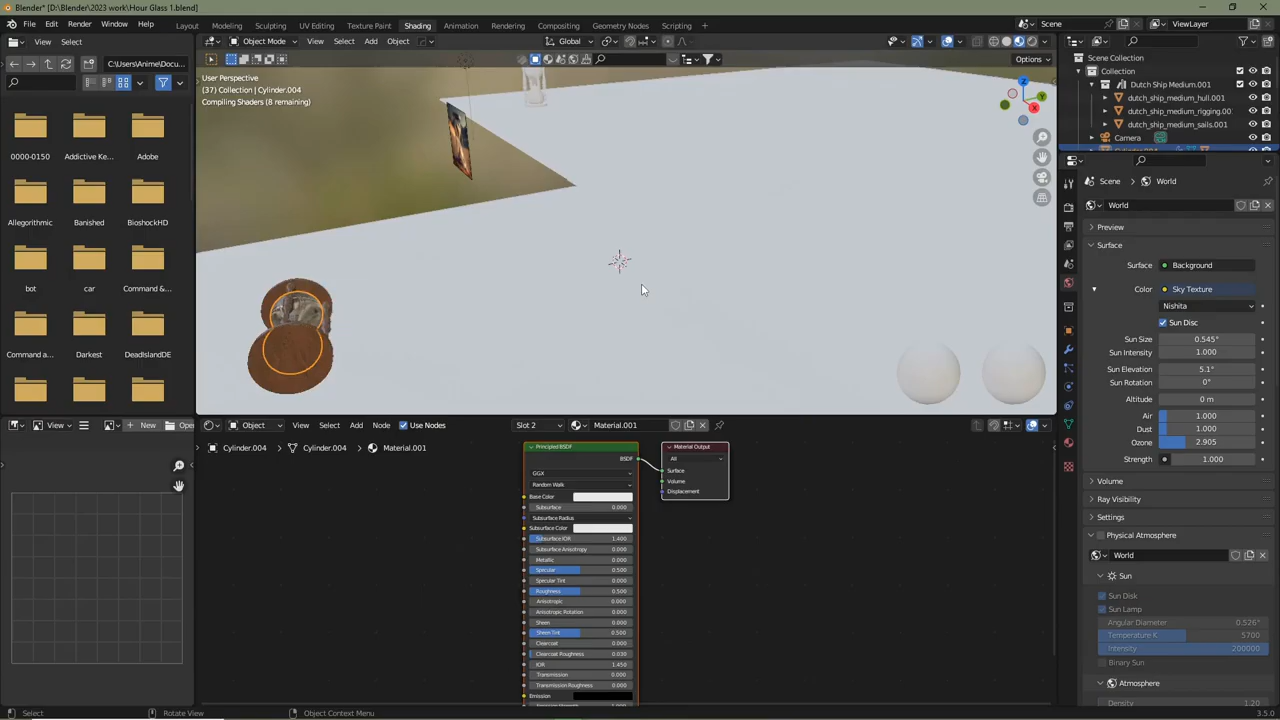 Blender* [D:\Blender\2023 work\Hour Glass 1.blend]
File Edit Render Window Help
Layout Modeling Sculpting UV Editing Texture Paint Shading Animation Rendering Compositing Geometry Nodes Scripting +
Scene ViewLayer
View Select
Object Mode View Select Add Object Global
C:\Users\Anime\Docu...
Options
User Perspective
(37) Collection | Cylinder.004
Compiling Shaders (8 remaining)
0000-0150 Addictive Ke... Adobe
Allegorithmic Banished BioshockHD
bot car Command &...
Command a... Darkest DeadIslandDE
X Y Z
Scene Collection
Collection
Dutch Ship Medium.001
dutch_ship_medium_hull.001
dutch_ship_medium_rigging.00
dutch_ship_medium_sails.001
Camera
Scene World
World
Preview
Surface
Surface Background
Color Sky Texture
Nishita
Sun Disc
Sun Size 0.545°
Sun Intensity 1.000
Sun Elevation 5.1°
Sun Rotation 0°
Altitude 0 m
Air 1.000
Dust 1.000
Ozone 2.905
Strength 1.000
Volume
Ray Visibility
Settings
Physical Atmosphere
World
Sun
Sun Disk
Sun Lamp
Angular Diameter 0.526°
Temperature K 5700
Intensity 200000
Binary Sun
Atmosphere
Density 1.20
View + New Open
Object View Select Add Node Use Nodes Slot 2 Material.001
Cylinder.004 Cylinder.004 Material.001
Principled BSDF
BSDF
GGX
Random Walk
Base Color
Subsurface 0.000
Subsurface Radius
Subsurface Color
Subsurface IOR 1.400
Subsurface Anisotropy 0.000
Metallic 0.000
Specular 0.500
Specular Tint 0.000
Roughness 0.500
Anisotropic 0.000
Anisotropic Rotation 0.000
Sheen 0.000
Sheen Tint 0.500
Clearcoat 0.000
Clearcoat Roughness 0.030
IOR 1.450
Transmission 0.000
Transmission Roughness 0.000
Emission
Material Output
All
Surface
Volume
Displacement
Select Rotate View Object Context Menu 3.5.0